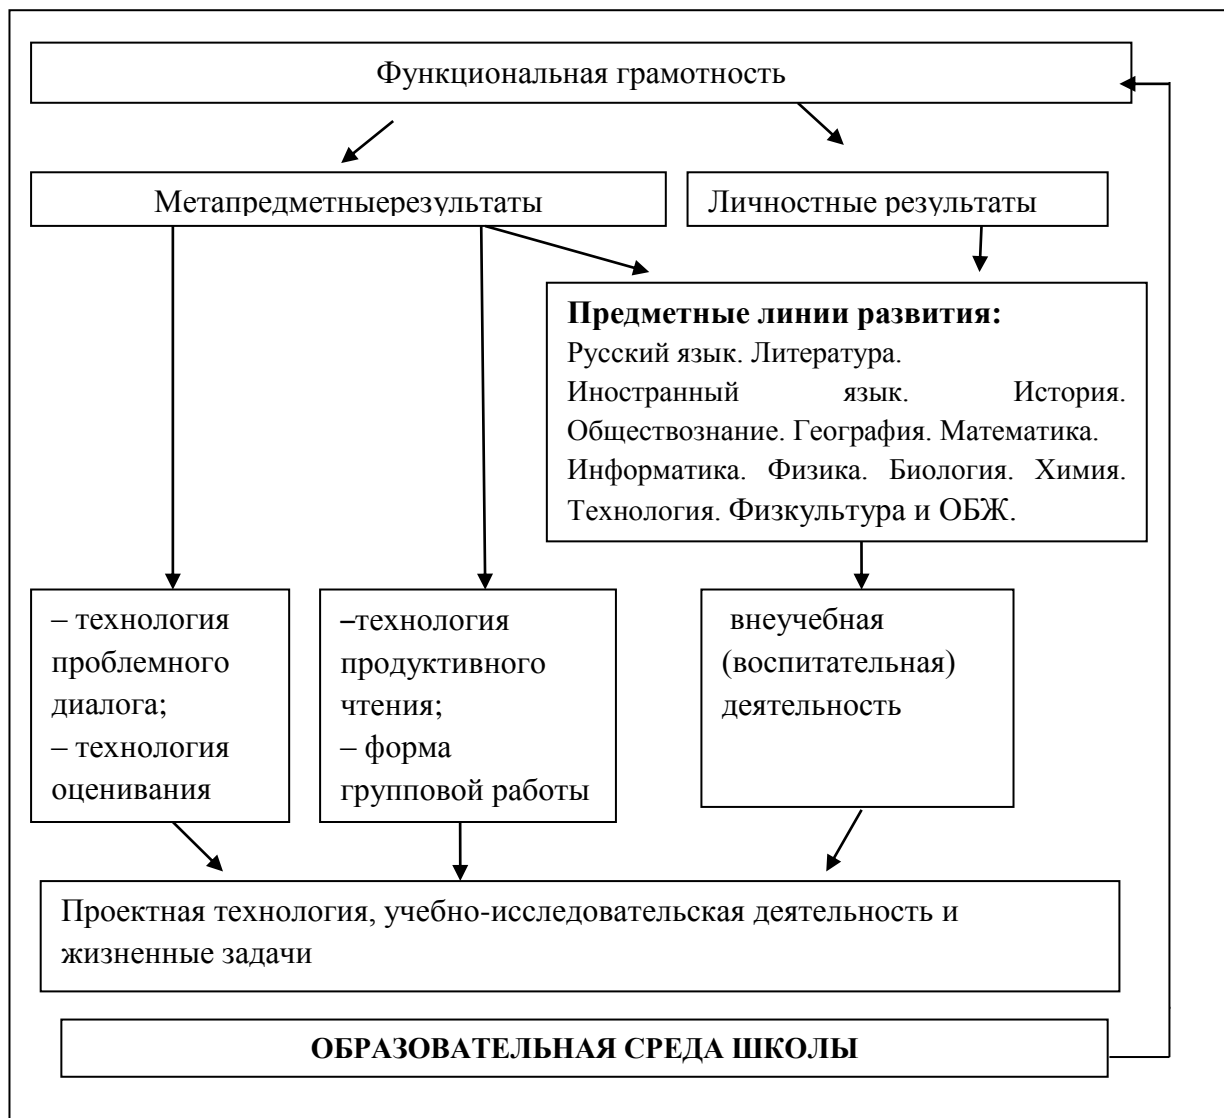 Функциональная грамотность
Метапредметныерезультаты
Личностные результаты
Предметные линии развития:
Русский язык. Литература.
Иностранный язык. История.
Обществознание. География. Математика.
Информатика. Физика. Биология. Химия.
Технология. Физкультура и ОБЖ.
– технология
проблемного
диалога;
– технология
оценивания
–технология
продуктивного
чтения;
– форма
групповой работы
внеучебная
(воспитательная)
деятельность
Проектная технология, учебно-исследовательская деятельность и
жизненные задачи
ОБРАЗОВАТЕЛЬНАЯ СРЕДА ШКОЛЫ